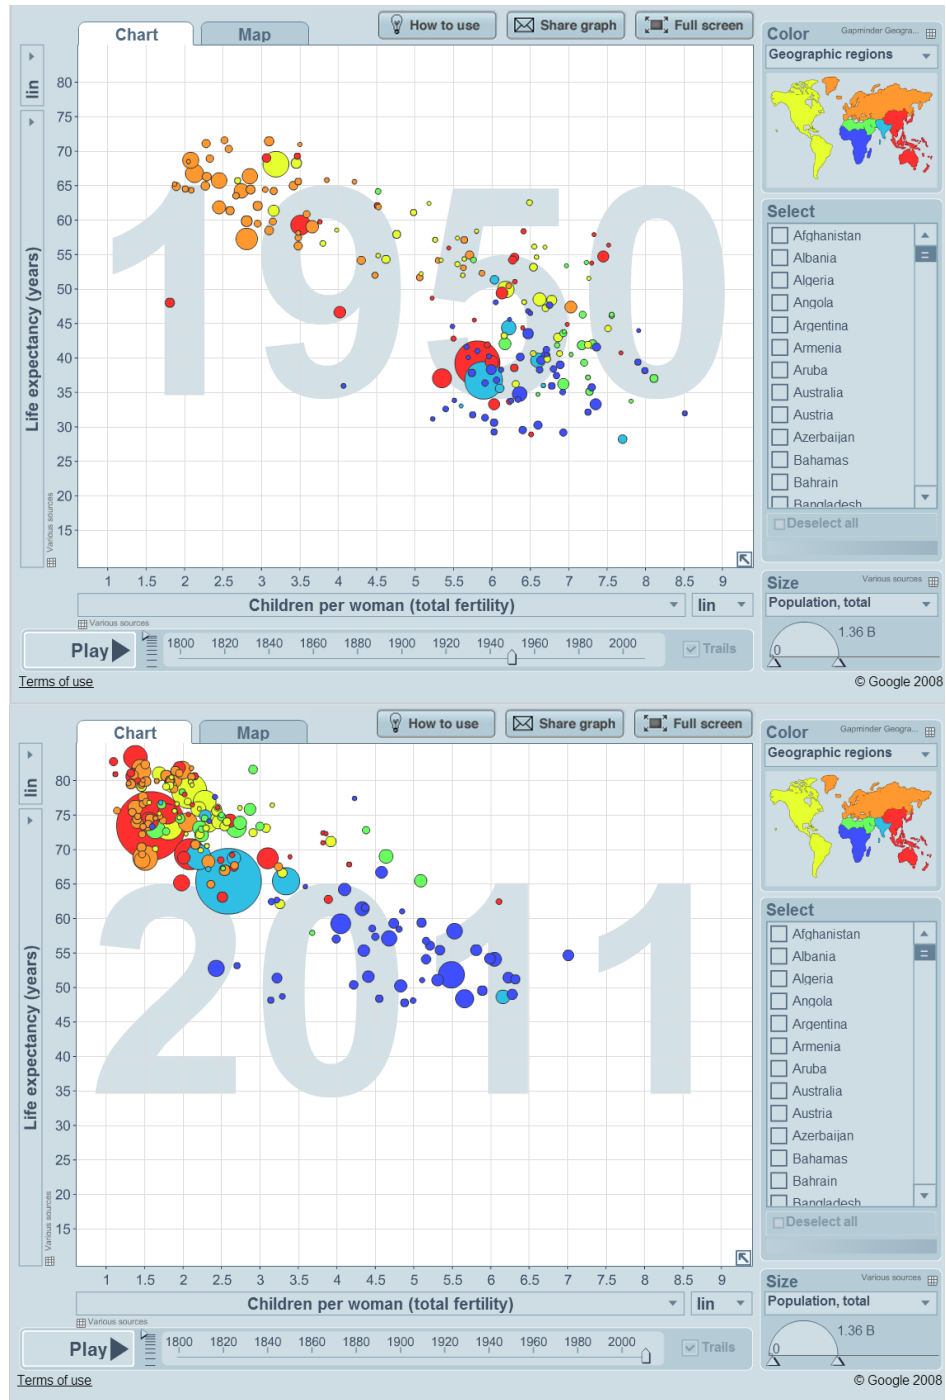 Chart
Map
How to use
Share graph
Full screen
Color
Gapminder Geogra...
Geographic regions
lin
Life expectancy (years)
Various sources
80
75
70
65
60
55
50
45
40
35
30
25
20
15
1950
Select
Afghanistan
Albania
Algeria
Angola
Argentina
Armenia
Aruba
Australia
Austria
Azerbaijan
Bahamas
Bahrain
Bangladesh
Deselect all
1 1.5 2 2.5 3 3.5 4 4.5 5 5.5 6 6.5 7 7.5 8 8.5 9
Children per woman (total fertility)
lin
Various sources
Size
Various sources
Population, total
1.36 B
0
Play
1800 1820 1840 1860 1880 1900 1920 1940 1960 1980 2000
Trails
Terms of use
© Google 2008
Chart
Map
How to use
Share graph
Full screen
Color
Gapminder Geogra...
Geographic regions
lin
Life expectancy (years)
Various sources
80
75
70
65
60
55
50
45
40
35
30
25
20
15
2011
Select
Afghanistan
Albania
Algeria
Angola
Argentina
Armenia
Aruba
Australia
Austria
Azerbaijan
Bahamas
Bahrain
Bangladesh
Deselect all
1 1.5 2 2.5 3 3.5 4 4.5 5 5.5 6 6.5 7 7.5 8 8.5 9
Children per woman (total fertility)
lin
Various sources
Size
Various sources
Population, total
1.36 B
0
Play
1800 1820 1840 1860 1880 1900 1920 1940 1960 1980 2000
Trails
Terms of use
© Google 2008